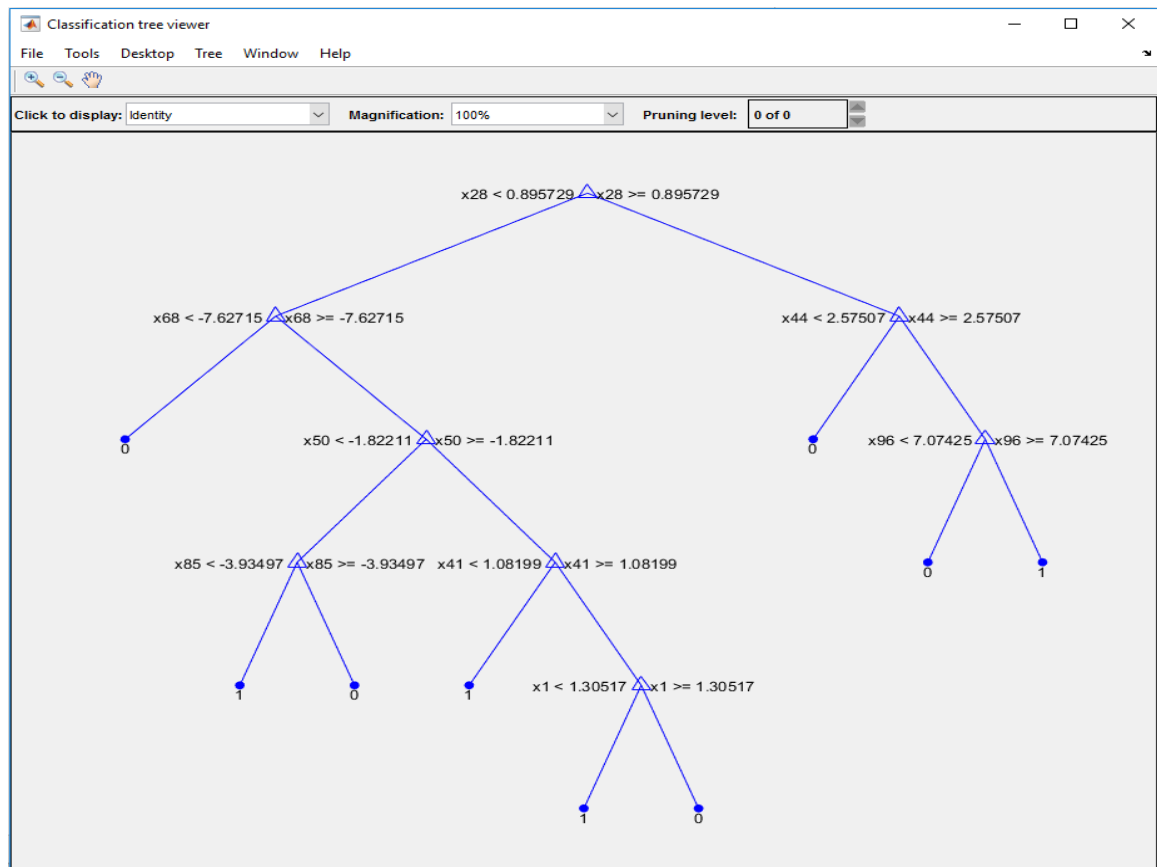 Classification tree viewer
File Tools Desktop Tree Window Help
Click to display: Identity Magnification: 100% Pruning level: 0 of 0
x28 < 0.895729 x28 >= 0.895729
x68 < -7.62715 x68 >= -7.62715 x44 < 2.57507 x44 >= 2.57507
0 x50 < -1.82211 x50 >= -1.82211 0 x96 < 7.07425 x96 >= 7.07425
x85 < -3.93497 x85 >= -3.93497 x41 < 1.08199 x41 >= 1.08199 0 1
1 0 1 x1 < 1.30517 x1 >= 1.30517
1 0